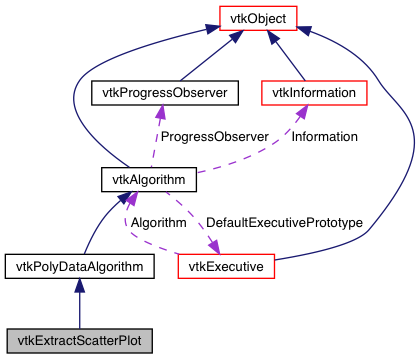 vtkObject
vtkProgressObserver
vtkInformation
ProgressObserver
Information
vtkAlgorithm
Algorithm
DefaultExecutivePrototype
vtkPolyDataAlgorithm
vtkExecutive
vtkExtractScatterPlot